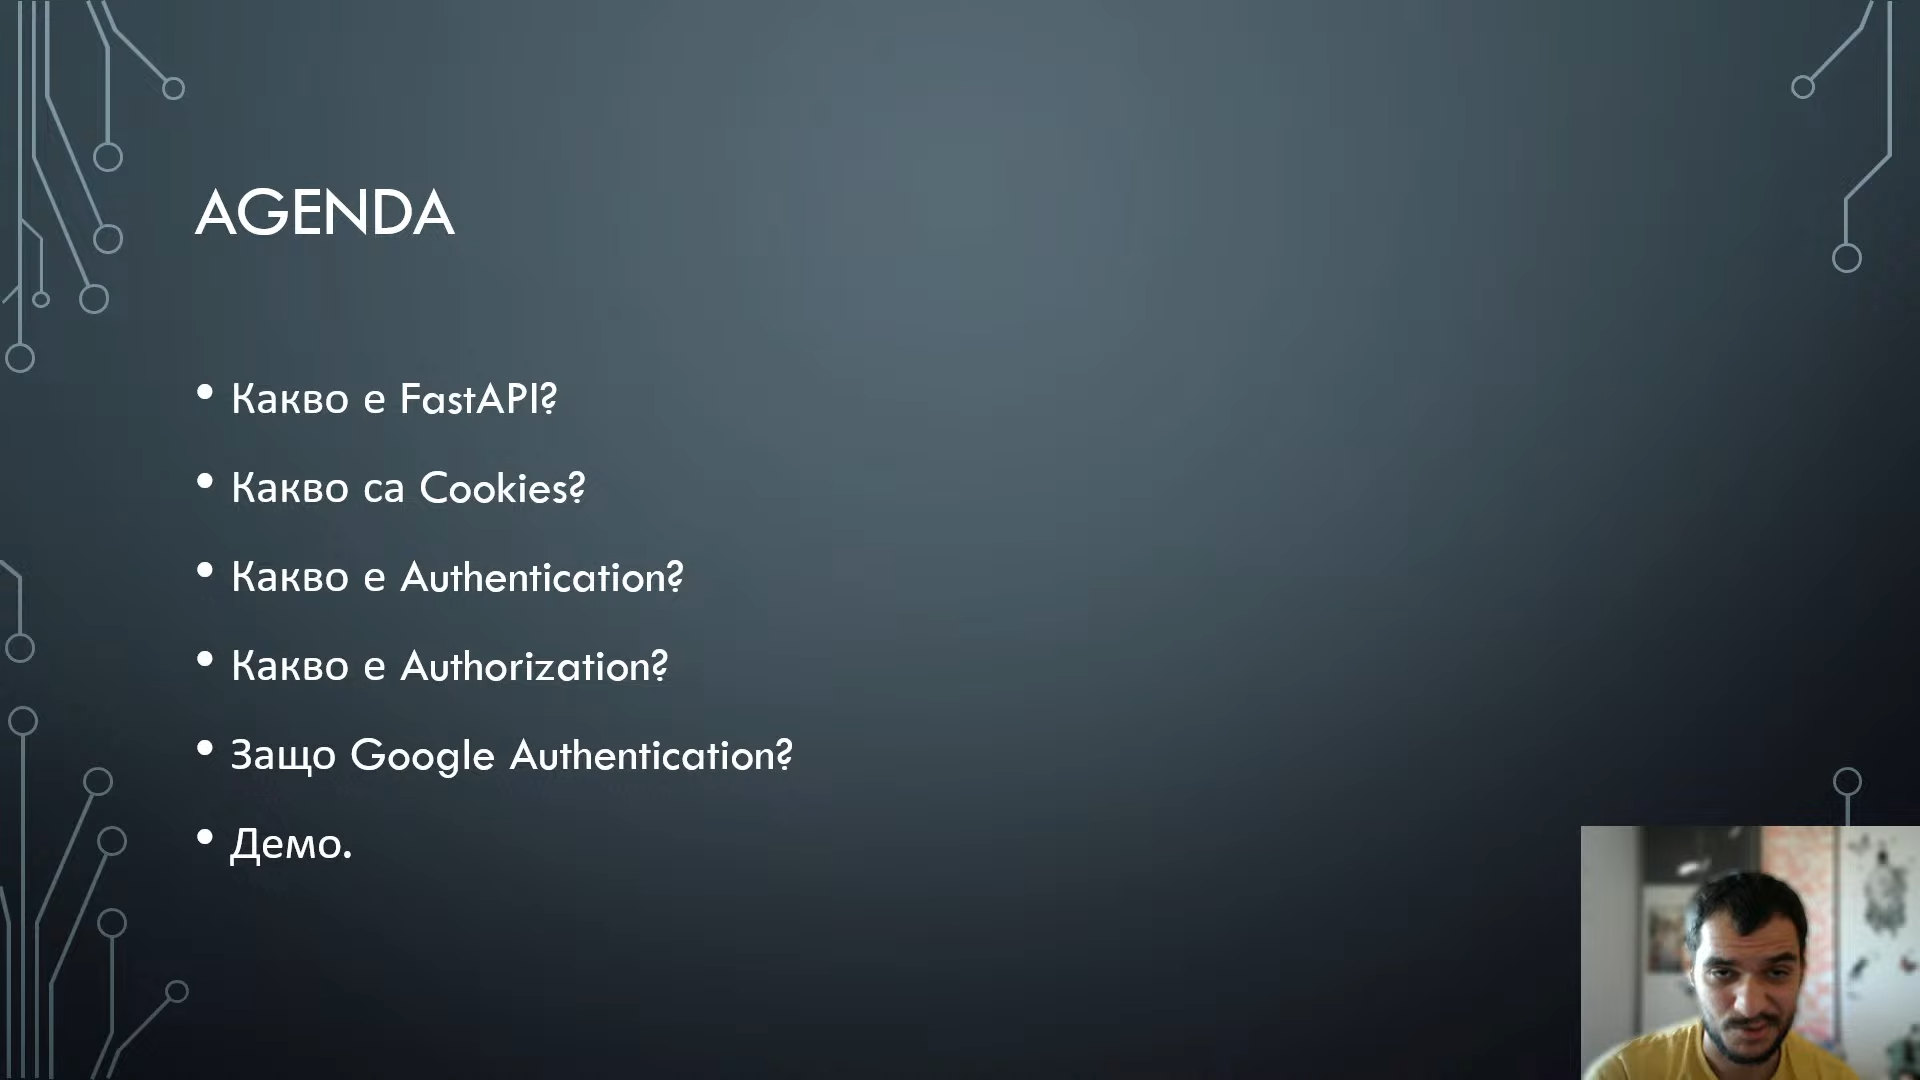 AGENDA
• Какво е FastAPI?
• Какво са Cookies?
• Какво е Authentication?
• Какво е Authorization?
• Защо Google Authentication?
• Демо.